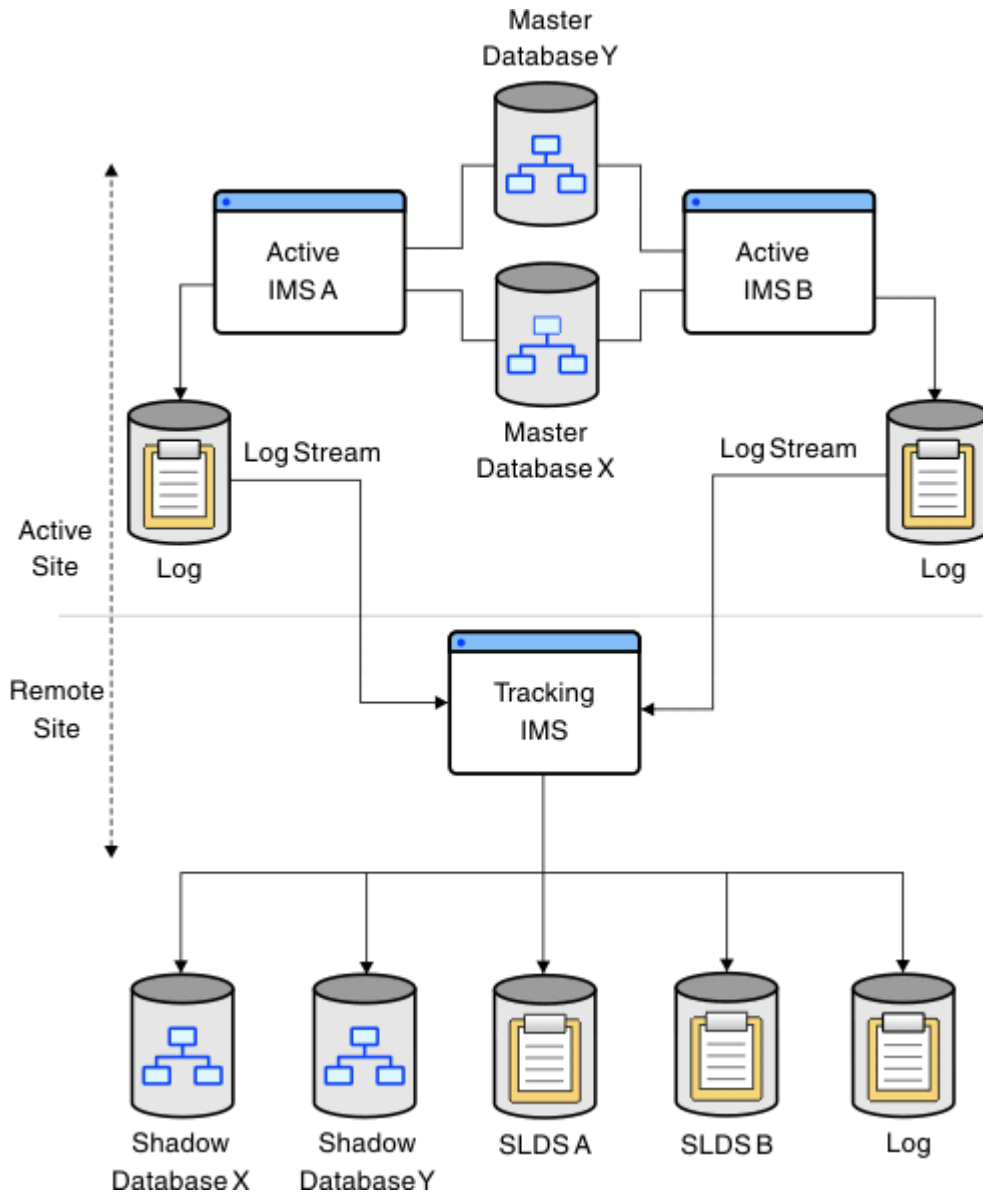 Master
Database Y
Active
IMS A
Active
IMS B
Master
Database X
Log Stream
Log Stream
Active
Site
Log
Log
Remote
Site
Tracking
IMS
Shadow
Database X
Shadow
Database Y
SLDS A
SLDS B
Log